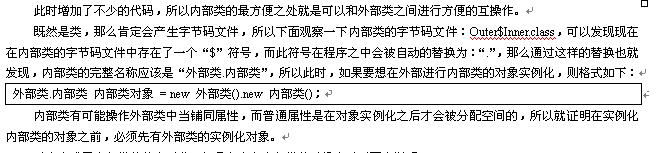 此时增加了不少的代码，所以内部类的最方便之处就是可以和外部类之间进行方便的互操作。
既然是类，那么肯定会产生字节码文件，所以下面观察一下内部类的字节码文件：Outer$Inner.class，可以发现现在
在内部类的字节码文件中存在了一个“$”符号，而此符号在程序之中会被自动的替换为：“.”，那么通过这样的替换也就
发现，内部类的完整名称应该是“外部类.内部类”，所以此时，如果要想在外部进行内部类的对象实例化，则格式如下：
外部类.内部类 内部类对象 = new 外部类().new 内部类()；
内部类有可能操作外部类中当铺同属性，而普通属性是在对象实例化之后才会被分配空间的，所以就证明在实例化
内部类的对象之前，必须先有外部类的实例化对象。